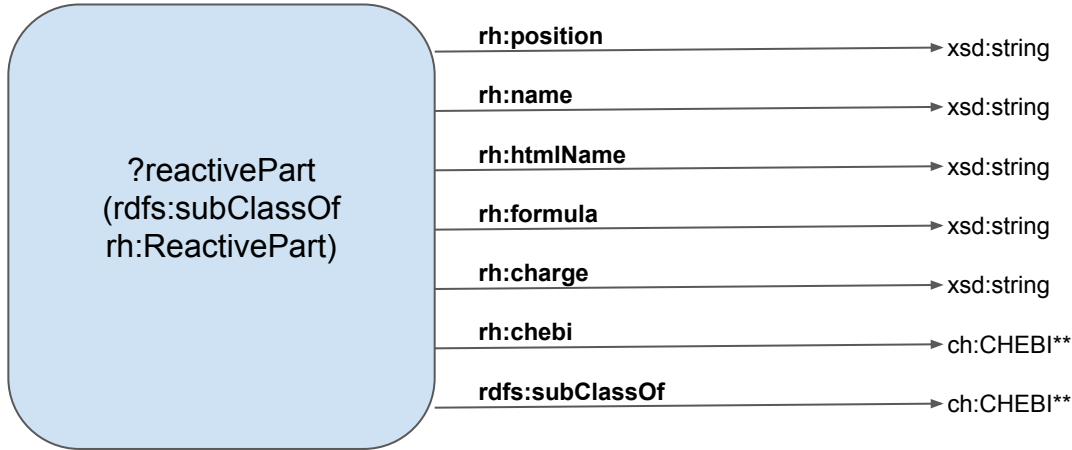 ?reactivePart
(rdfs:subClassOf
rh:ReactivePart)
rh:position
xsd:string
rh:name
xsd:string
rh:htmlName
xsd:string
rh:formula
xsd:string
rh:charge
xsd:string
rh:chebi
ch:CHEBI**
rdfs:subClassOf
ch:CHEBI**